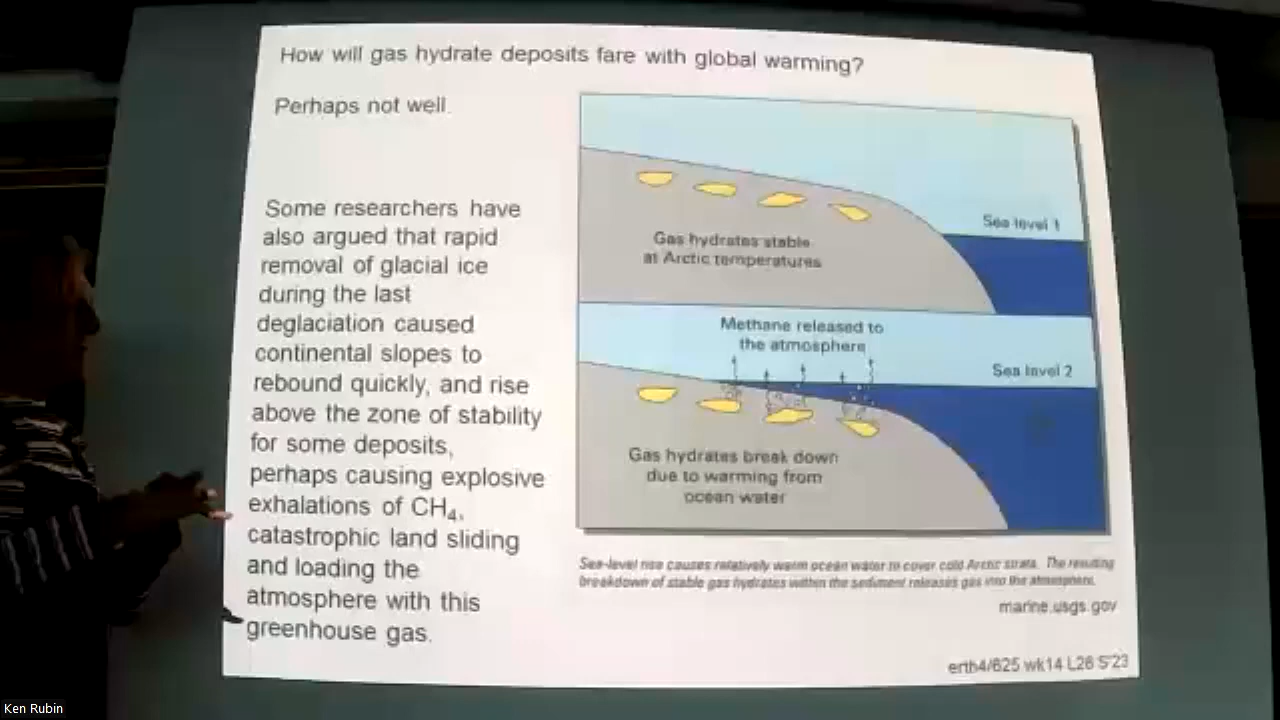 How will gas hydrate deposits fare with global warming?
Perhaps not well.
Some researchers have
also argued that rapid
removal of glacial ice
during the last
deglaciation caused
continental slopes to
rebound quickly, and rise
above the zone of stability
for some deposits,
perhaps causing explosive
exhalations of CH₄,
catastrophic land sliding
and loading the
atmosphere with this
greenhouse gas.
Sea level 1
Gas hydrates stable
at Arctic temperatures
Methane released to
the atmosphere
Sea level 2
Gas hydrates break down
due to warming from
ocean water
Sea-level rise causes relatively warm ocean water to cover cold Arctic strata. The resulting
breakdown of stable gas hydrates within the sediment releases gas into the atmosphere.
marine.usgs.gov
erth4/625 wk14 L26 S'23
Ken Rubin